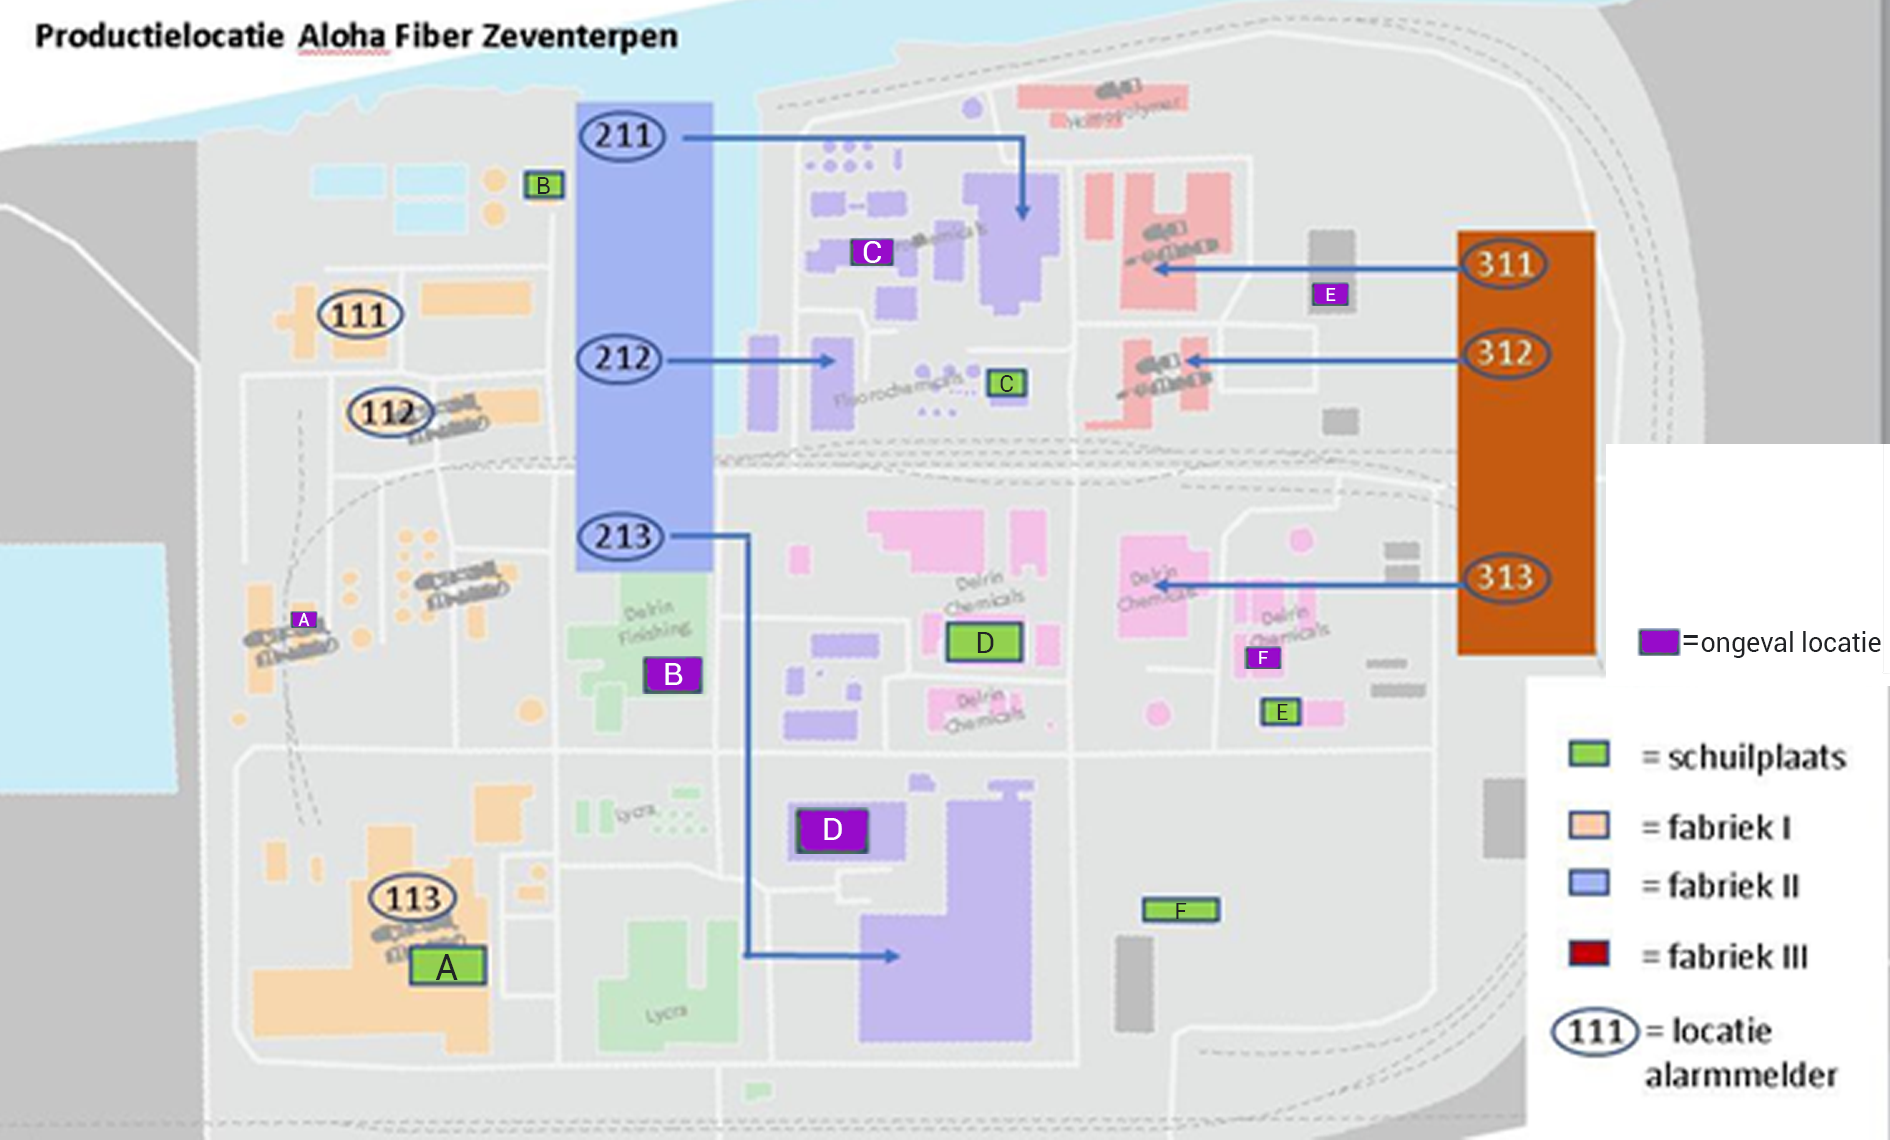 Productielocatie Aloha Fiber Zeventerpen
211
Homopolymer
B
C
311
E
111
212
312
Fluorochemicals
C
112
213
Delrin
Chemicals
Delrin
Chemicals
313
Delrin
Finishing
Delrin
Chemicals
A
D
B
F
=ongeval locatie
Delrin
Chemicals
E
= schuilplaats
Lycra
D
= fabriek I
= fabriek II
113
F
A
= fabriek III
Lycra
111 = locatie
alarmmelder